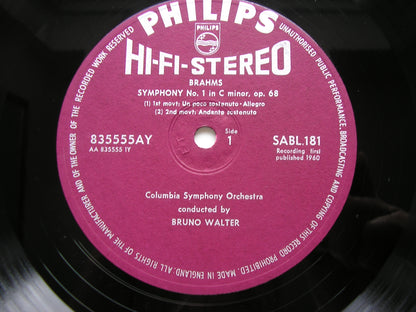 PHILIPS
PHILIPS
HI-FI-STEREO
BRAHMS
SYMPHONY No. 1 in C minor, op. 68
(1) 1st movt: Un poco sostenuto - Allegro
(2) 2nd movt: Andante sostenuto
835555AY
AA 835555 1Y
Side
1
SABL.181
Recording first
published 1960
Columbia Symphony Orchestra
conducted by
BRUNO WALTER
ALL RIGHTS OF THE MANUFACTURER AND OF THE OWNER OF THE RECORDED WORK RESERVED
UNAUTHORISED PUBLIC PERFORMANCE, BROADCASTING AND COPYING OF THIS RECORD PROHIBITED. MADE IN ENGLAND.